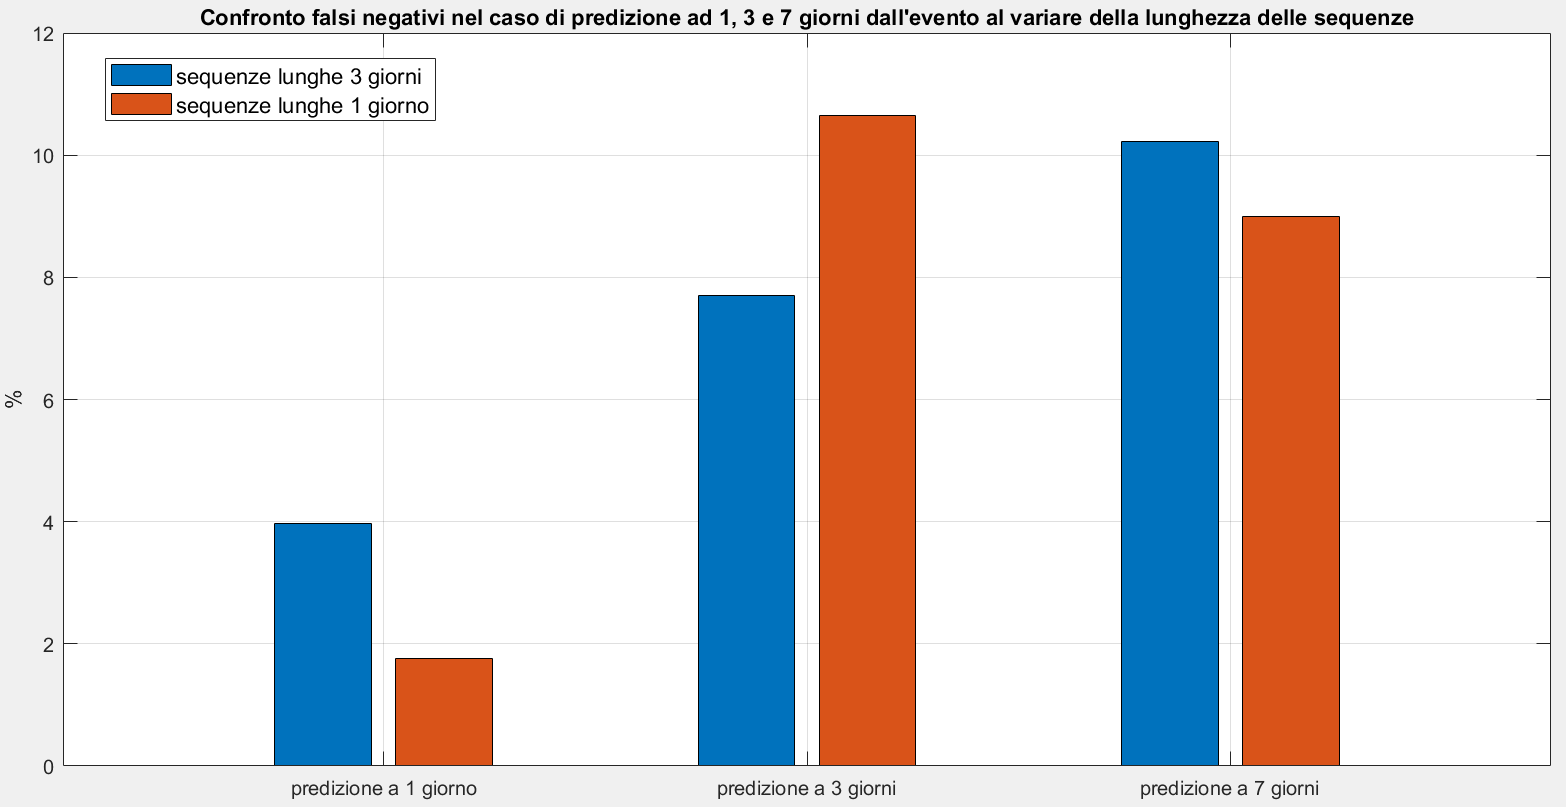 Confronto falsi negativi nel caso di predizione ad 1, 3 e 7 giorni dall'evento al variare della lunghezza delle sequenze
12
sequenze lunghe 3 giorni
sequenze lunghe 1 giorno
10
8
6
%
4
2
0
predizione a 1 giorno predizione a 3 giorni predizione a 7 giorni